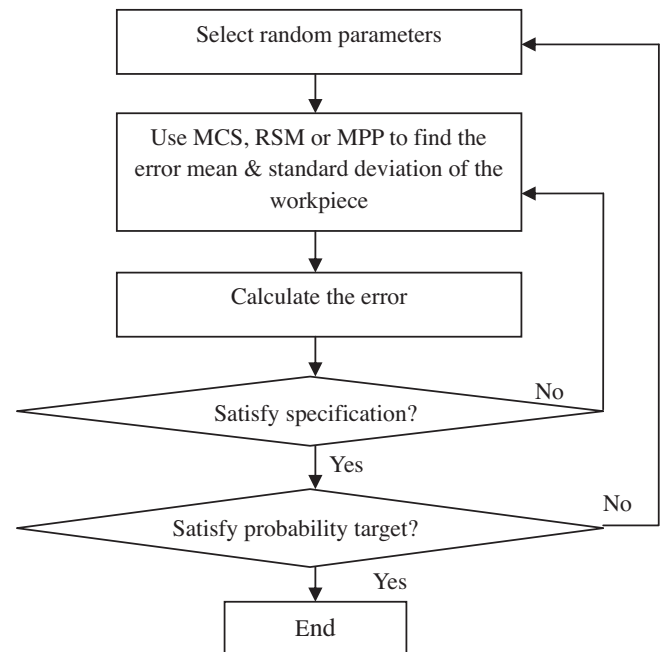 Select random parameters
Use MCS, RSM or MPP to find the
error mean & standard deviation of the
workpiece
Calculate the error
No
Satisfy specification?
Yes
No
Satisfy probability target?
Yes
End